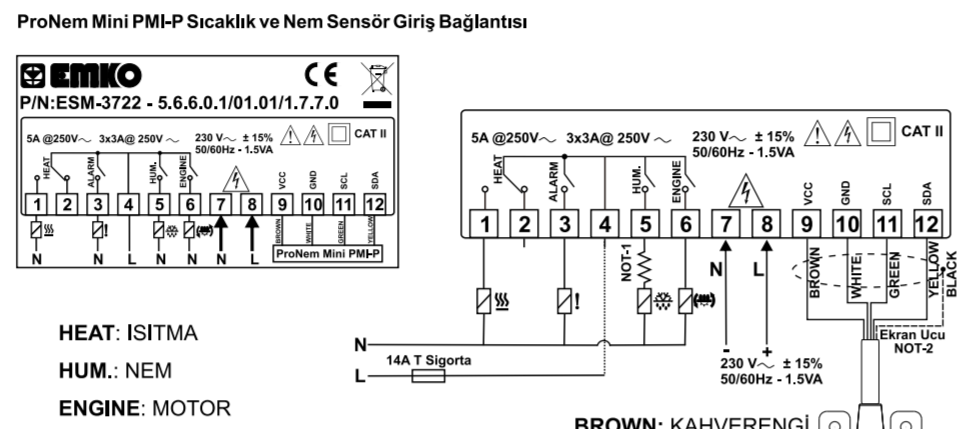 ProNem Mini PMI-P Sıcaklık ve Nem Sensör Giriş Bağlantısı
EMKO
CE
P/N:ESM-3722 - 5.6.6.0.1/01.01/1.7.7.0
5A @250V～ 3x3A@ 250V ～ 230 V～ ± 15%
50/60Hz - 1.5VA
CAT II
HEAT
ALARM
HUM.
ENGINE
VCC
GND
SCL
SDA
1 2 3 4 5 6 7 8 9 10 11 12
BROWN
WHITE
GREEN
YELLOW
!
N N L N N N L
ProNem Mini PMI-P
5A @250V～ 3x3A@ 250V ～ 230 V～ ± 15%
50/60Hz - 1.5VA
CAT II
HEAT
ALARM
HUM.
ENGINE
VCC
GND
SCL
SDA
1 2 3 4 5 6 7 8 9 10 11 12
NOT-1
N L
BROWN
WHITE
GREEN
YELLOW
BLACK
!
N
L
14A T Sigorta
- +
230 V～ ± 15%
50/60Hz - 1.5VA
Ekran Ucu
NOT-2
HEAT: ISITMA
HUM.: NEM
ENGINE: MOTOR
BROWN: KAHVERENGİ